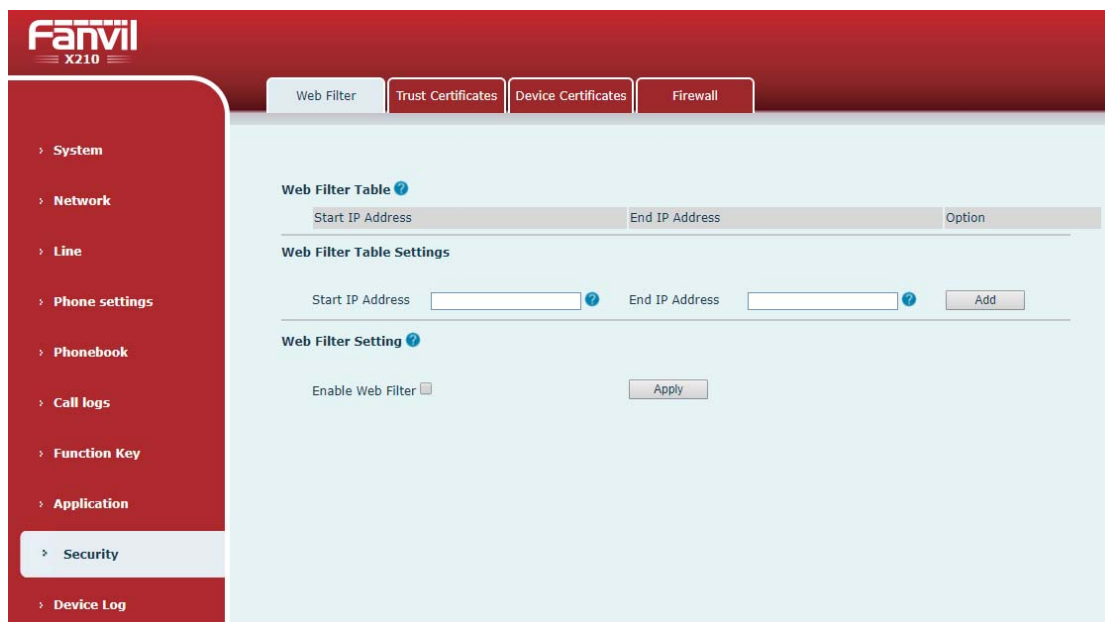 Fanvil
X210
Web Filter Trust Certificates Device Certificates Firewall
› System
› Network
› Line
› Phone settings
› Phonebook
› Call logs
› Function Key
› Application
› Security
› Device Log
Web Filter Table ?
Start IP Address End IP Address Option
Web Filter Table Settings
Start IP Address ? End IP Address ? Add
Web Filter Setting ?
Enable Web Filter Apply